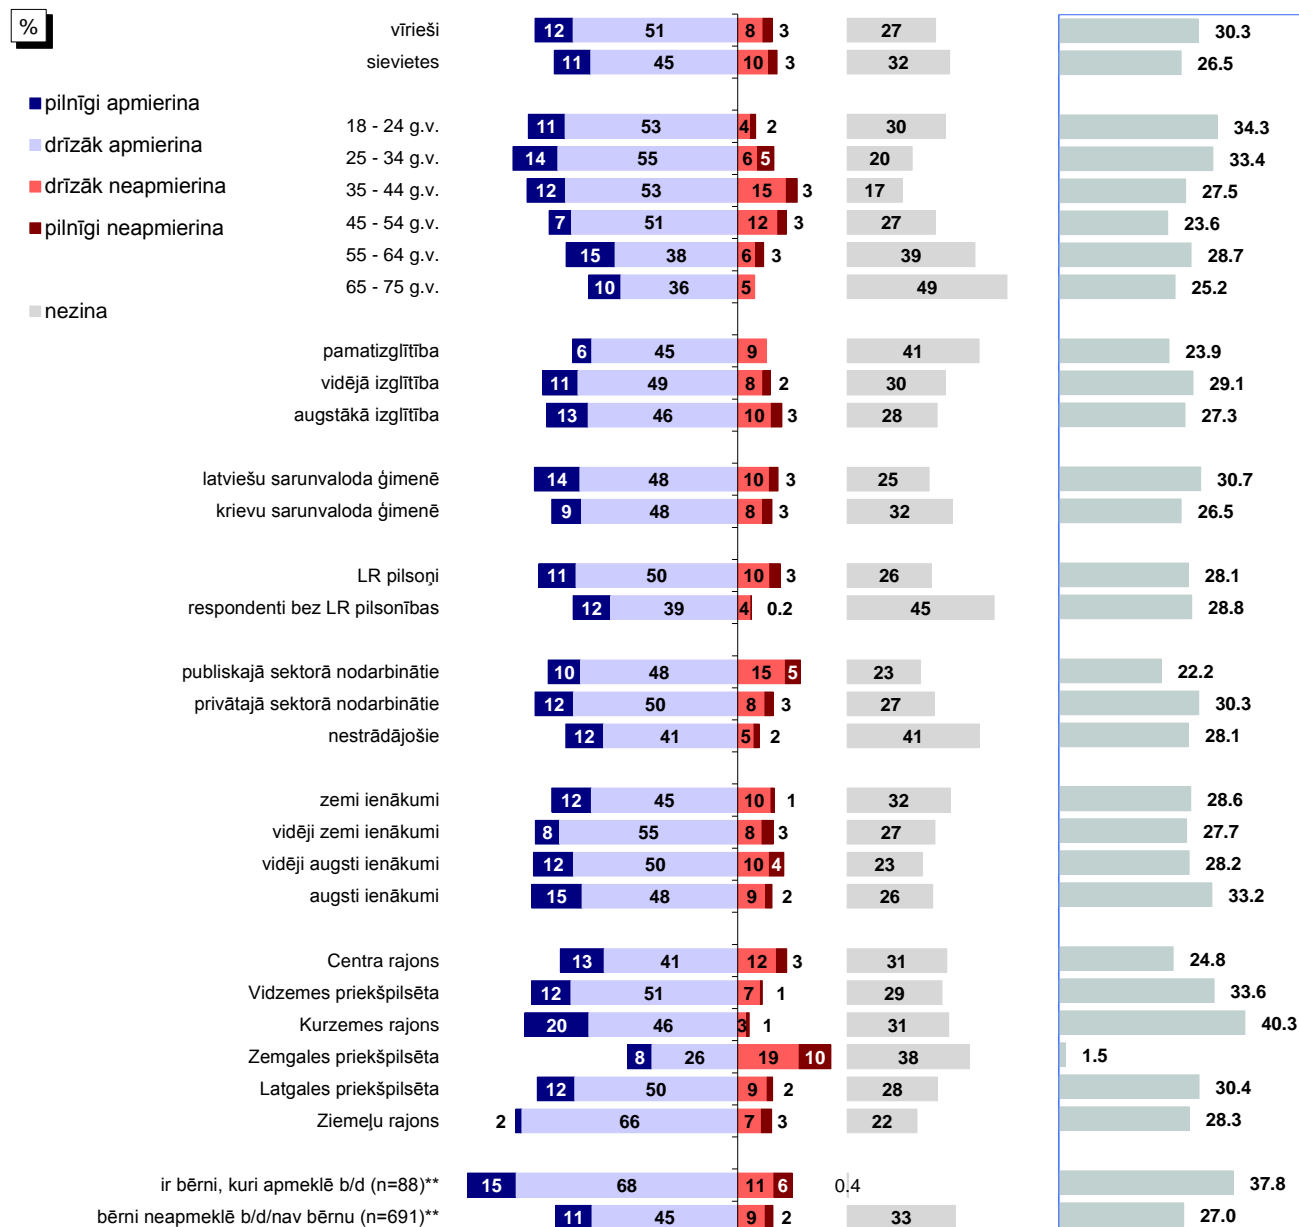 %
pilnīgi apmierina
drīzāk apmierina
drīzāk neapmierina
pilnīgi neapmierina
nezina
vīrieši 12 51 8 3 27 30.3
sievietes 11 45 10 3 32 26.5
18 - 24 g.v. 11 53 4 2 30 34.3
25 - 34 g.v. 14 55 6 5 20 33.4
35 - 44 g.v. 12 53 15 3 17 27.5
45 - 54 g.v. 7 51 12 3 27 23.6
55 - 64 g.v. 15 38 6 3 39 28.7
65 - 75 g.v. 10 36 5 49 25.2
pamatizglītība 6 45 9 41 23.9
vidējā izglītība 11 49 8 2 30 29.1
augstākā izglītība 13 46 10 3 28 27.3
latviešu sarunvaloda ģimenē 14 48 10 3 25 30.7
krievu sarunvaloda ģimenē 9 48 8 3 32 26.5
LR pilsoņi 11 50 10 3 26 28.1
respondenti bez LR pilsonības 12 39 4 0.2 45 28.8
publiskajā sektorā nodarbinātie 10 48 15 5 23 22.2
privātajā sektorā nodarbinātie 12 50 8 3 27 30.3
nestrādājošie 12 41 5 2 41 28.1
zemi ienākumi 12 45 10 1 32 28.6
vidēji zemi ienākumi 8 55 8 3 27 27.7
vidēji augsti ienākumi 12 50 10 4 23 28.2
augsti ienākumi 15 48 9 2 26 33.2
Centra rajons 13 41 12 3 31 24.8
Vidzemes priekšpilsēta 12 51 7 1 29 33.6
Kurzemes rajons 20 46 3 1 31 40.3
Zemgales priekšpilsēta 8 26 19 10 38 1.5
Latgales priekšpilsēta 12 50 9 2 28 30.4
Ziemeļu rajons 2 66 7 3 22 28.3
ir bērni, kuri apmeklē b/d (n=88)** 15 68 11 6 0.4 37.8
bērni neapmeklē b/d/nav bērnu (n=691)** 11 45 9 2 33 27.0